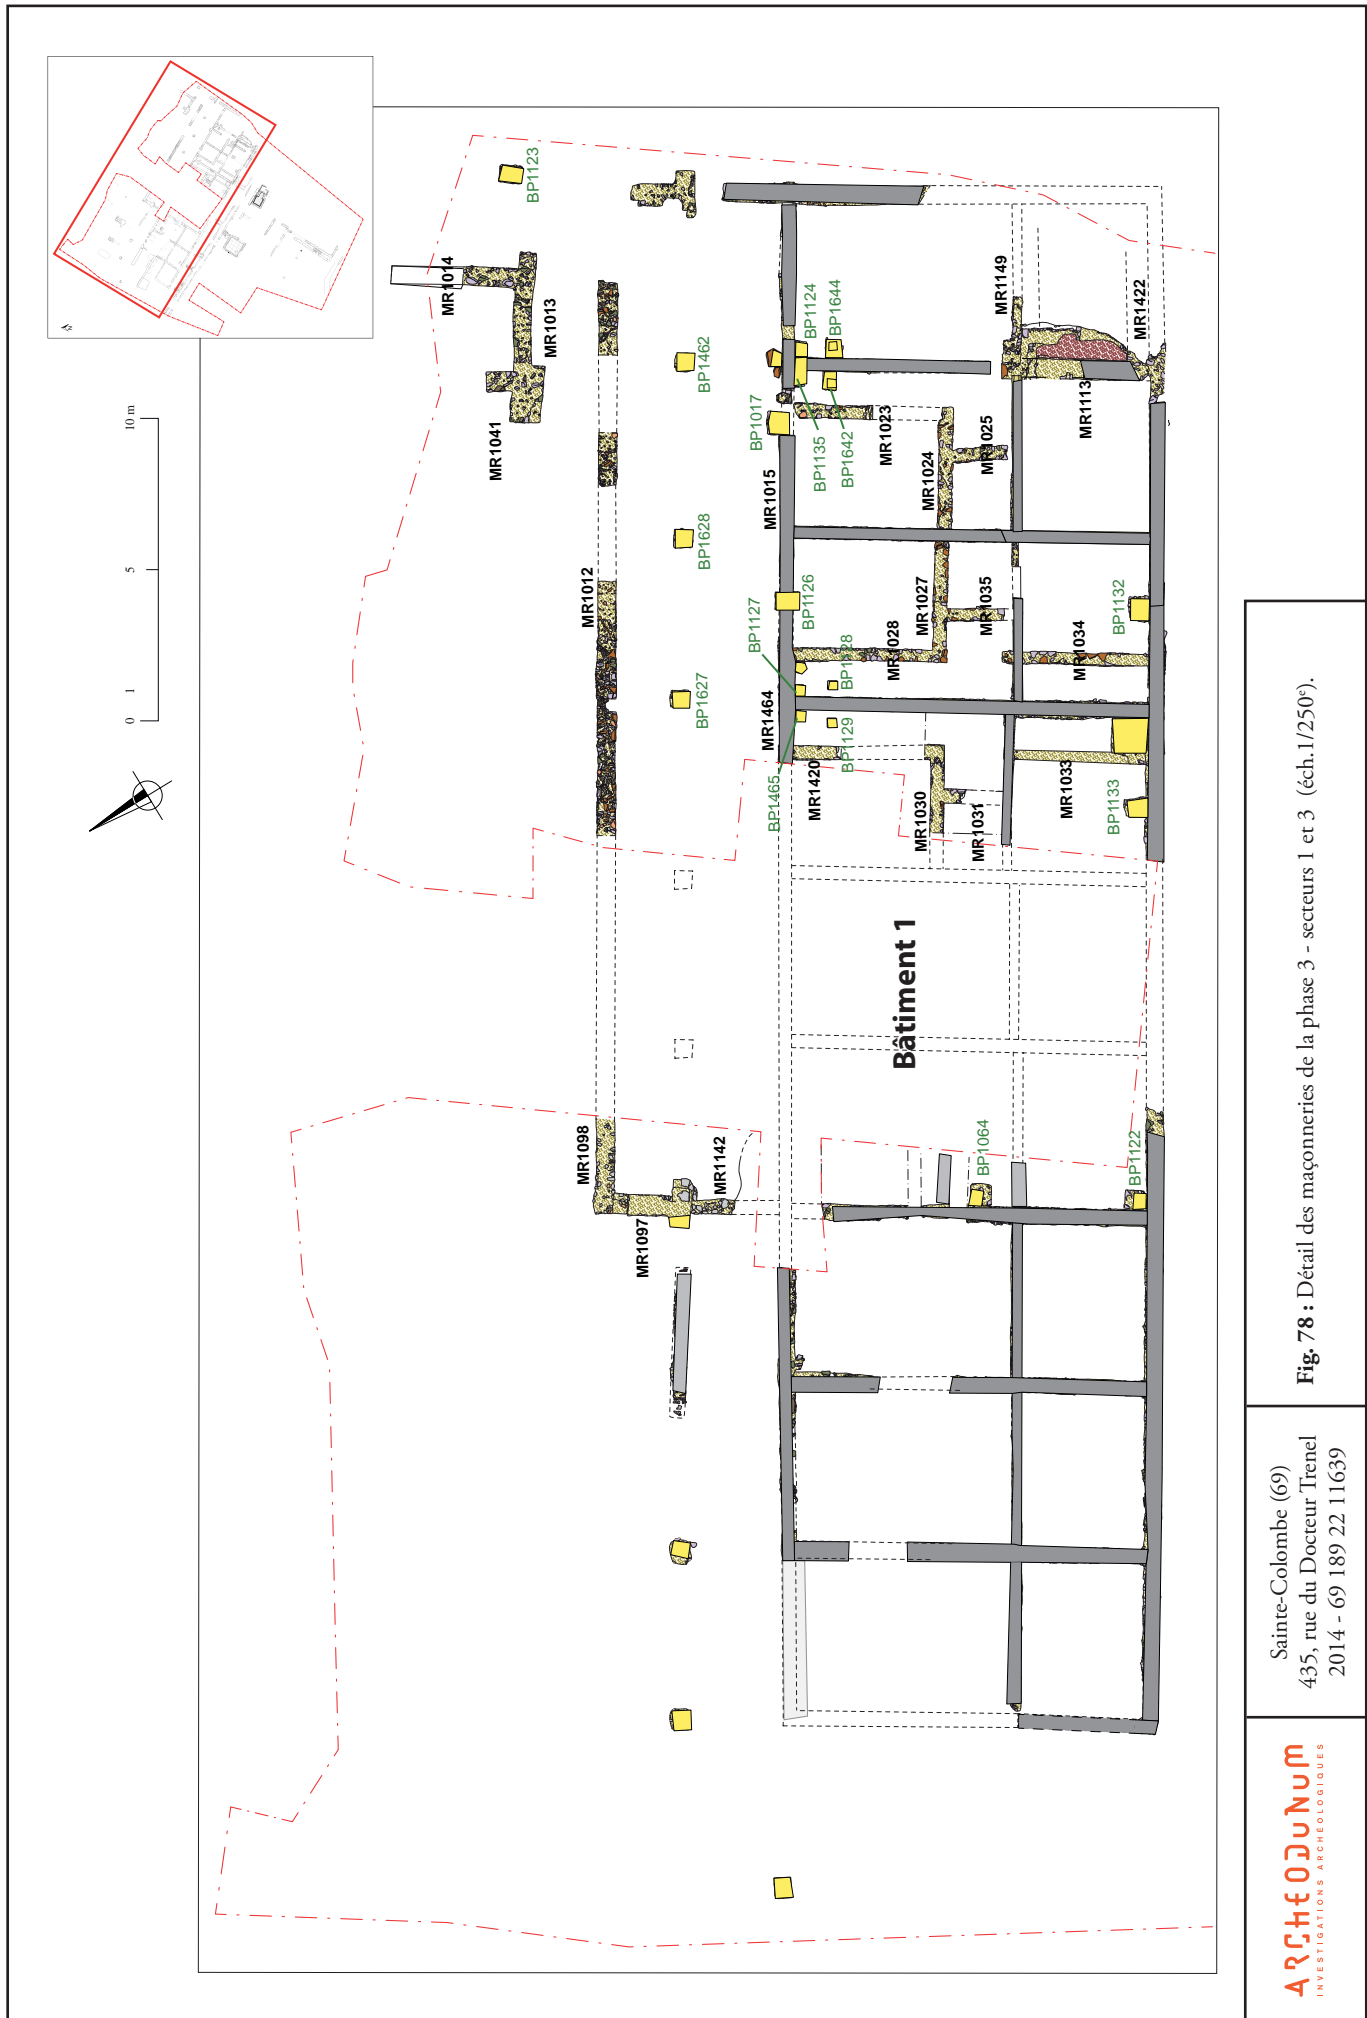 N
0
1
5
10 m
MR1098
MR1097
MR1142
MR1012
MR1041
MR1013
MR1014
BP1123
BP1627
BP1628
BP1462
BP1127
BP1126
BP1017
BP1124
BP1644
BP1135
BP1642
BP1465
BP1129
MR1464
MR1015
MR1420
MR1028
MR1023
MR1030
MR1031
MR1027
MR1035
MR1024
MR1025
MR1149
MR1033
MR1034
MR1113
MR1422
BP1133
BP1132
BP1064
BP1122
Bâtiment 1
ARCHEODUNUM
INVESTIGATIONS ARCHÉOLOGIQUES
Sainte-Colombe (69)
435, rue du Docteur Trenel
2014 - 69 189 22 11639
Fig. 78 : Détail des maçonneries de la phase 3 - secteurs 1 et 3 (éch.1/250e).